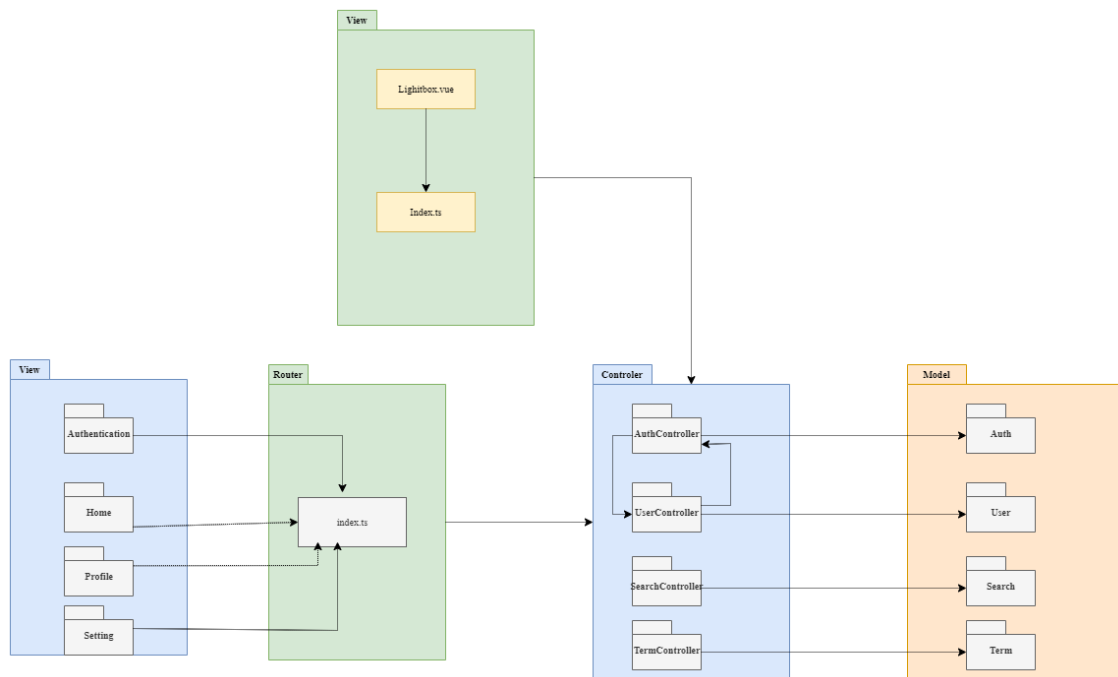 View
Lighitbox.vue
Index.ts
View
Authentication
Home
Profile
Setting
Router
index.ts
Controler
AuthController
UserController
SearchController
TermController
Model
Auth
User
Search
Term